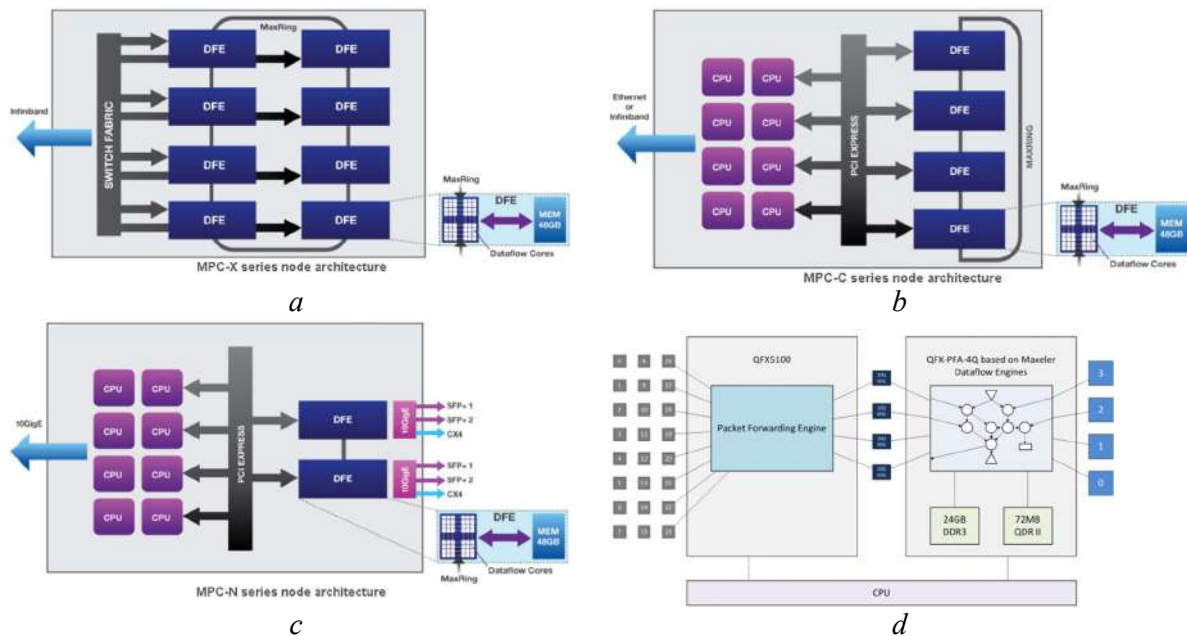 MaxRing
DFE
DFE
DFE
DFE
DFE
DFE
DFE
DFE
SWITCH FABRIC
Infiniband
MaxRing
DFE
MEM
48GB
Dataflow Cores
MPC-X series node architecture
a
CPU
CPU
CPU
CPU
CPU
CPU
CPU
CPU
Ethernet
or
Infiniband
PCI EXPRESS
DFE
DFE
DFE
DFE
MAXRING
MaxRing
DFE
MEM
48GB
Dataflow Cores
MPC-C series node architecture
b
10GigE
CPU
CPU
CPU
CPU
CPU
CPU
CPU
CPU
PCI EXPRESS
DFE
DFE
10GigE
SFP+ 1
SFP+ 2
CX4
10GigE
SFP+ 1
SFP+ 2
CX4
DFE
MEM
48GB
Dataflow Cores
MaxRing
MPC-N series node architecture
c
QFX5100
Packet Forwarding Engine
QFX-PFA-4Q based on Maxeler
Dataflow Engines
3
2
1
0
24GB
DDR3
72MB
QDR II
CPU
d